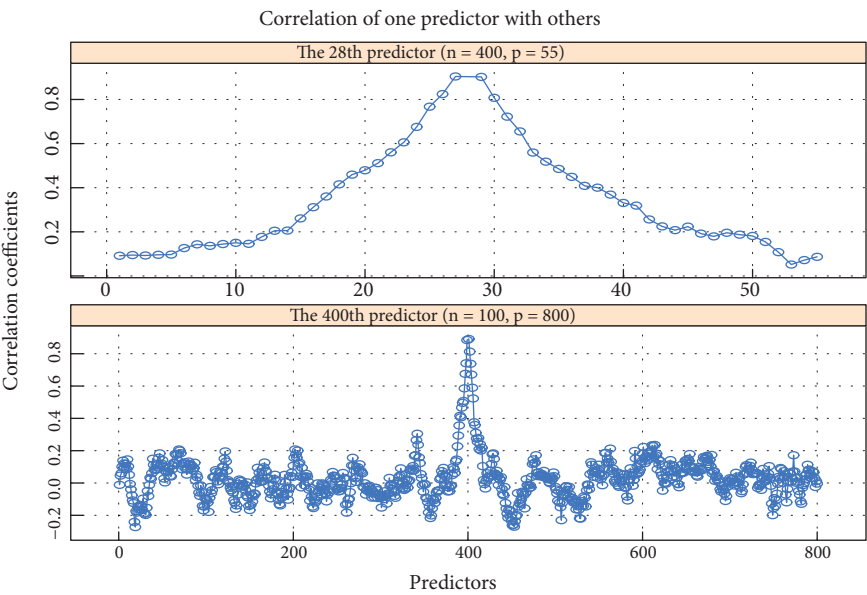 Correlation of one predictor with others
The 28th predictor (n = 400, p = 55)
0.8
0.6
0.4
0.2
0 10 20 30 40 50
The 400th predictor (n = 100, p = 800)
0.8
0.6
0.4
0.2
0.0
−0.2
0 200 400 600 800
Correlation coefficients
Predictors